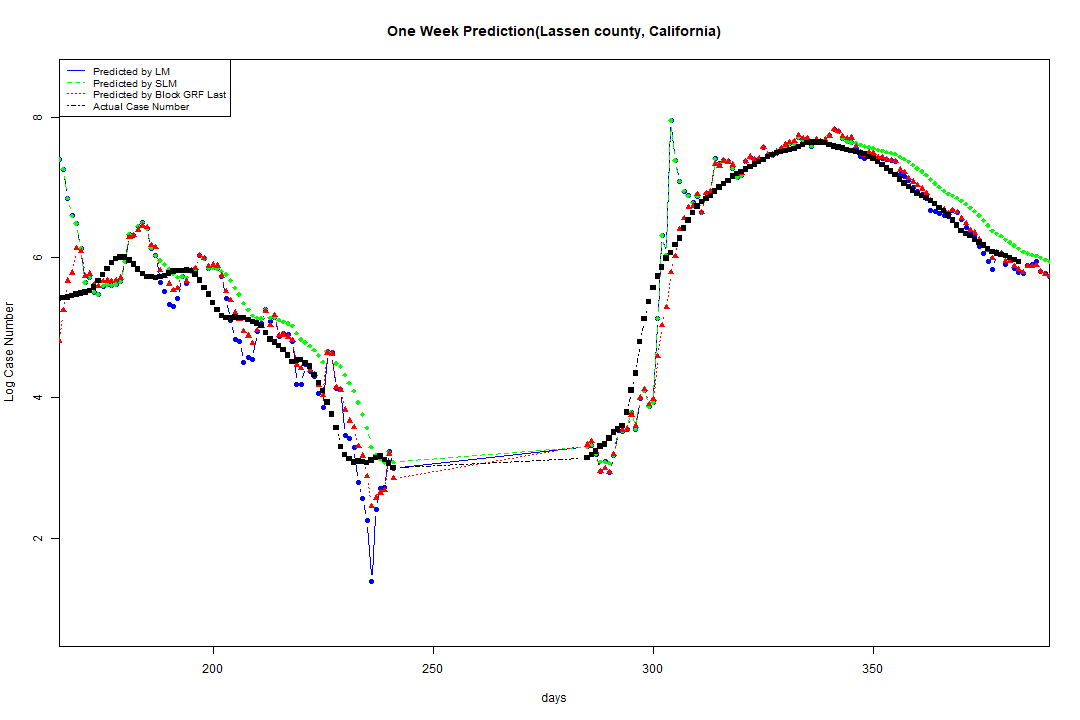 One Week Prediction(Lassen county, California)
Predicted by LM
Predicted by SLM
Predicted by Block GRF Last
Actual Case Number
Log Case Number
8
6
4
2
200
250
300
350
days